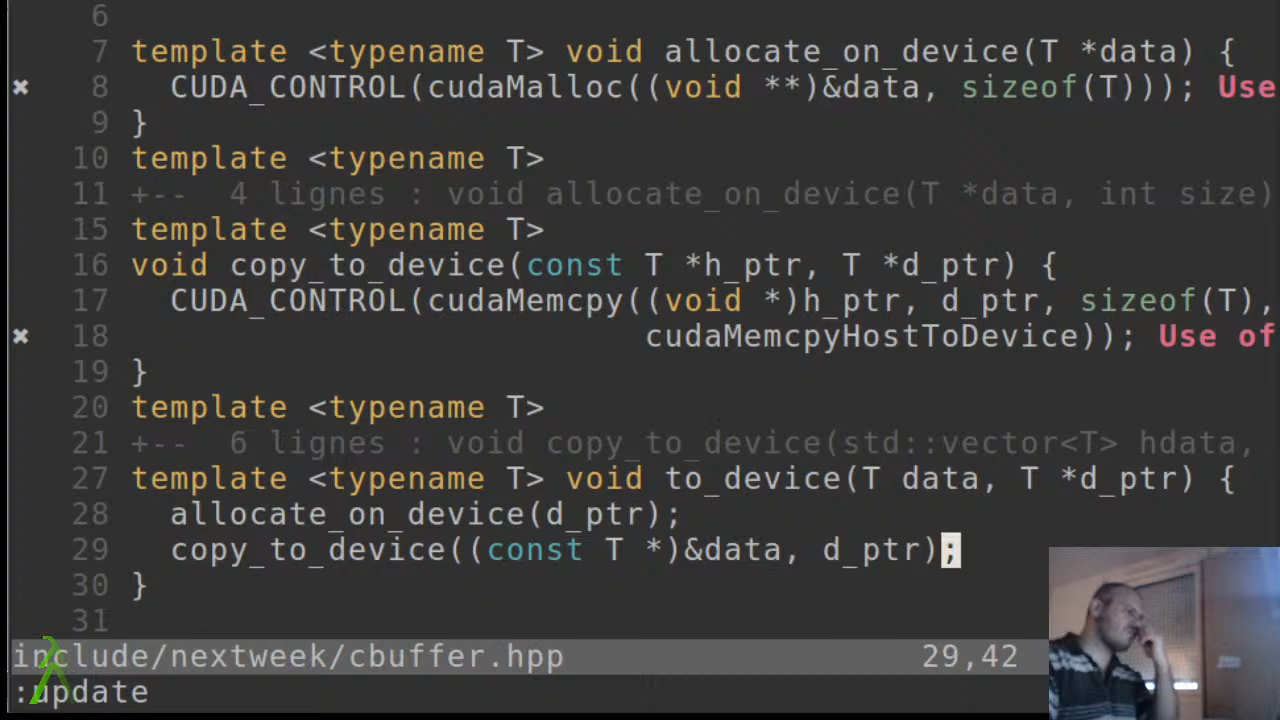 6
7 template <typename T> void allocate_on_device(T *data) {
✖ 8 CUDA_CONTROL(cudaMalloc((void **)&data, sizeof(T))); Use
9 }
10 template <typename T>
11 +-- 4 lignes : void allocate_on_device(T *data, int size)
15 template <typename T>
16 void copy_to_device(const T *h_ptr, T *d_ptr) {
17 CUDA_CONTROL(cudaMemcpy((void *)h_ptr, d_ptr, sizeof(T),
✖ 18 cudaMemcpyHostToDevice)); Use of
19 }
20 template <typename T>
21 +-- 6 lignes : void copy_to_device(std::vector<T> hdata,
27 template <typename T> void to_device(T data, T *d_ptr) {
28 allocate_on_device(d_ptr);
29 copy_to_device((const T *)&data, d_ptr);
30 }
31
include/nextweek/cbuffer.hpp 29,42
:update